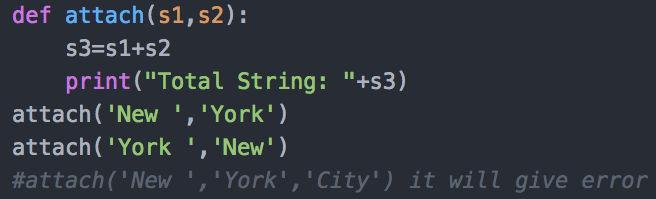 def attach(s1,s2):
    s3=s1+s2
    print("Total String: "+s3)
attach('New ','York')
attach('York ','New')
#attach('New ','York','City') it will give error